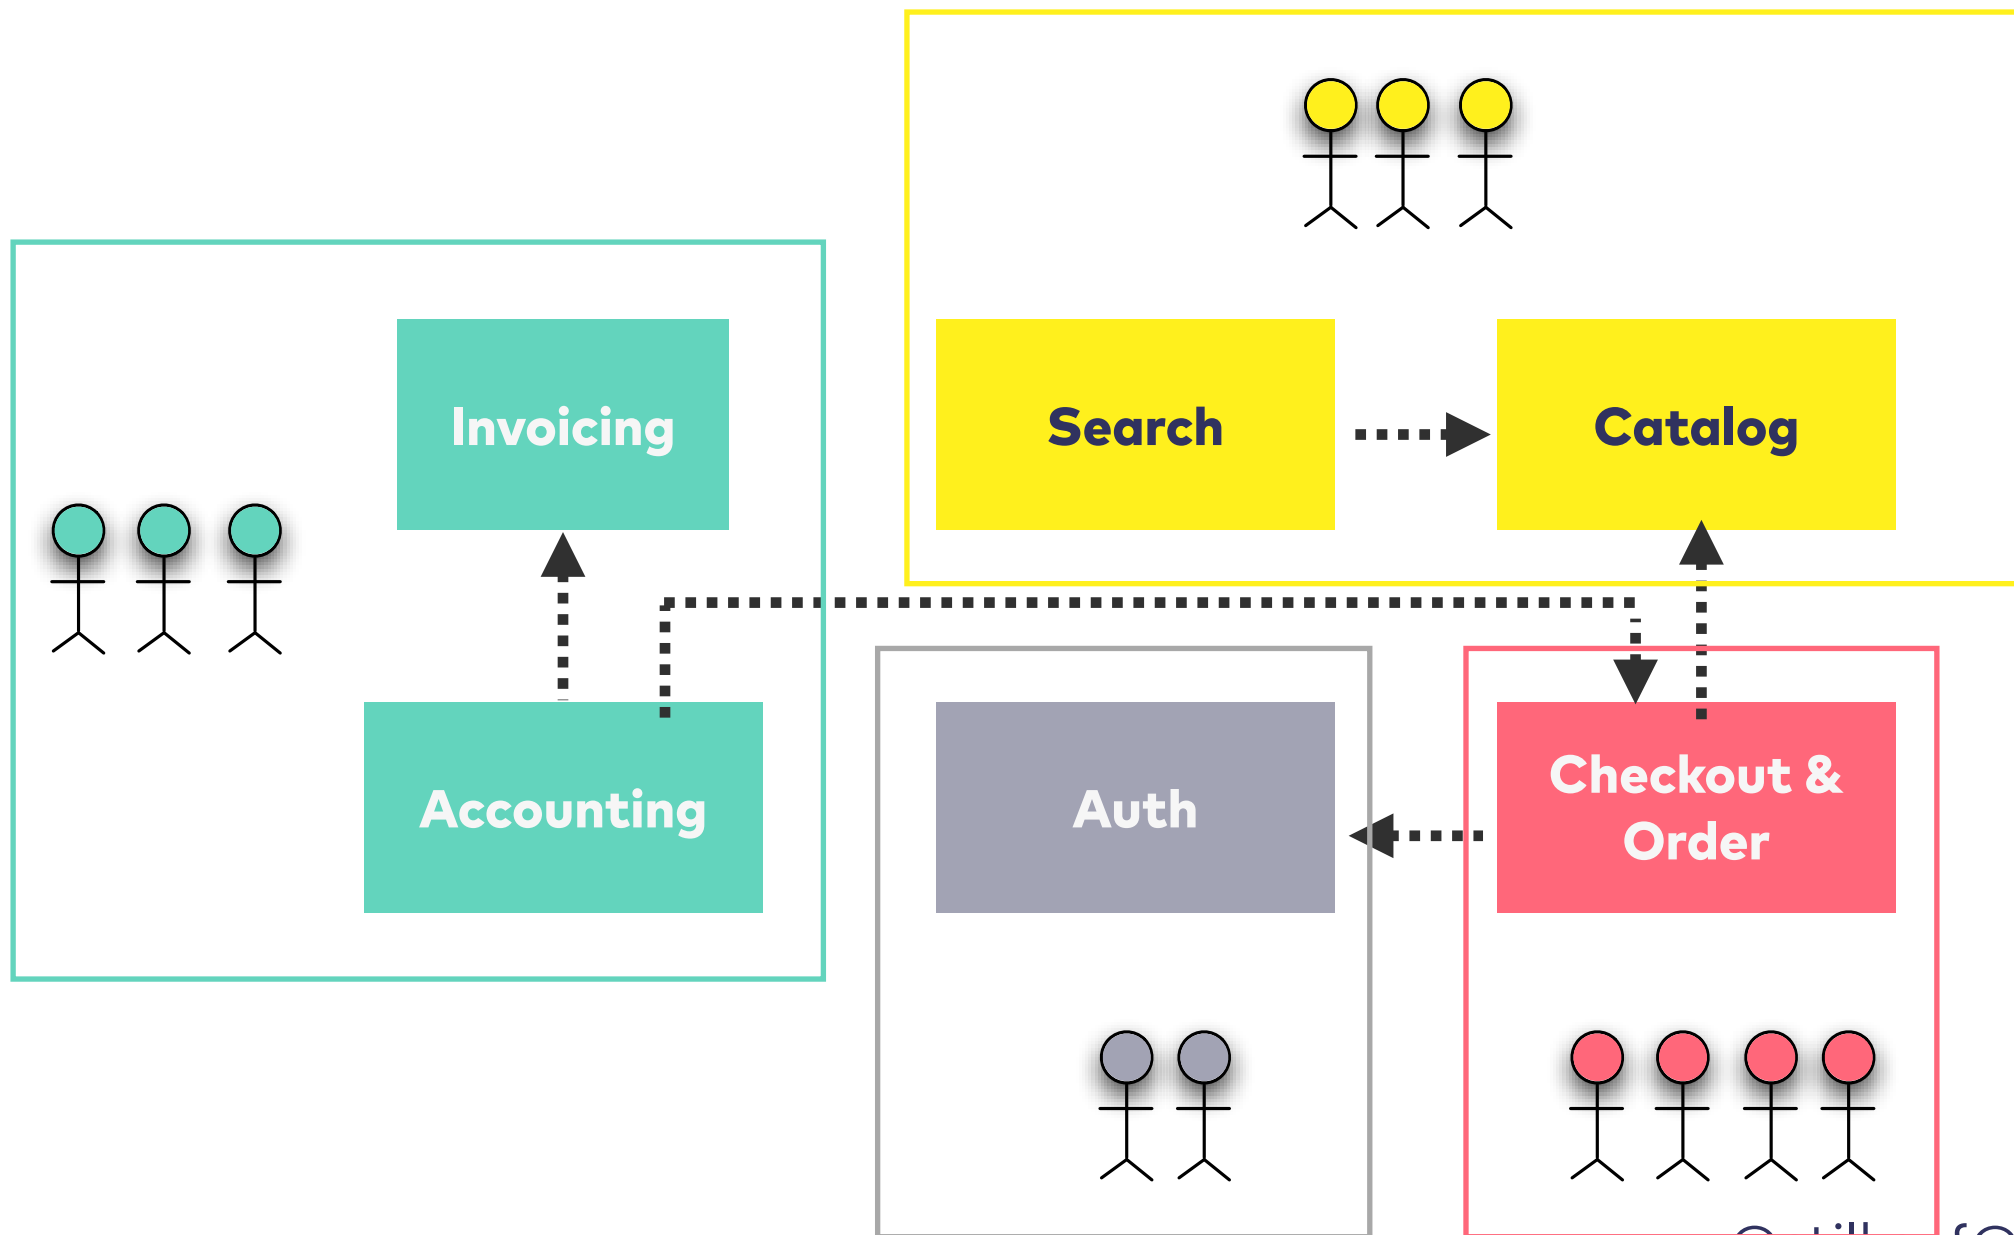 Invoicing
Search
Catalog
Accounting
Auth
Checkout &
Order